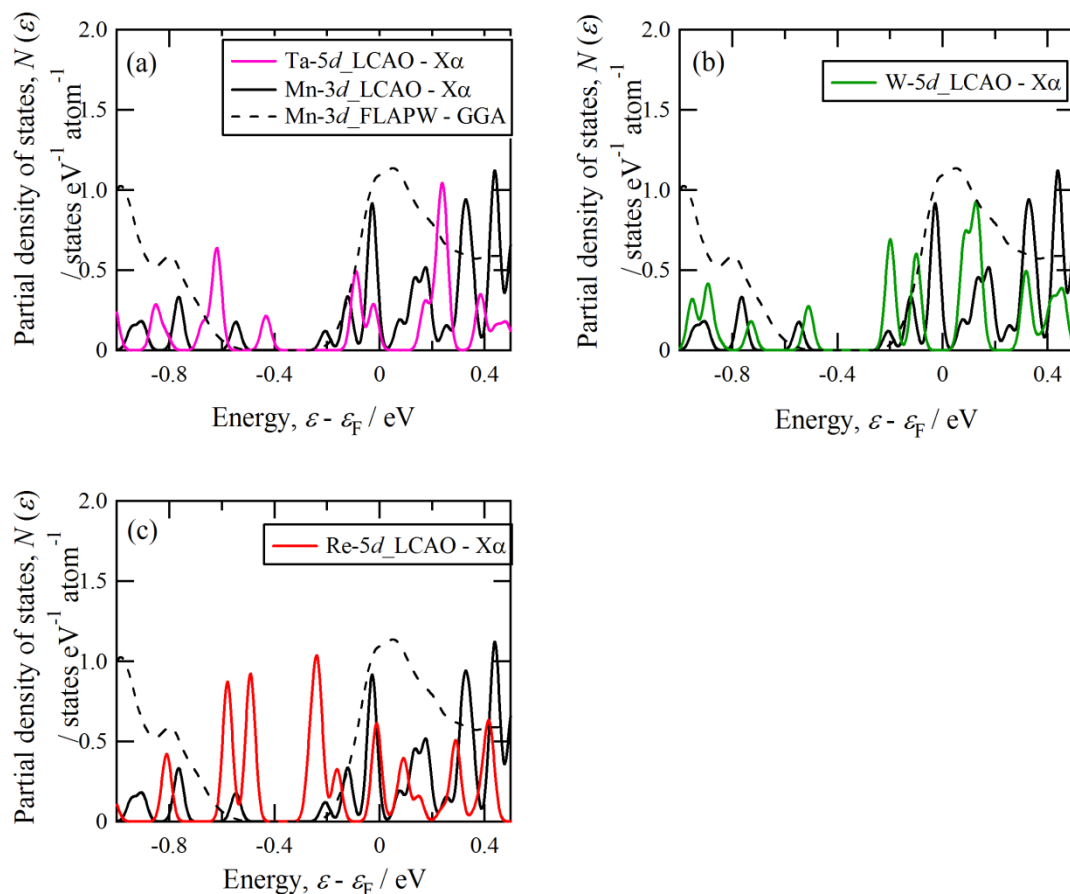 Partial density of states, N (ε)
/ states eV⁻¹ atom⁻¹
2.0
1.5
1.0
0.5
0
(a)
Ta-5d_LCAO - Xα
Mn-3d_LCAO - Xα
Mn-3d_FLAPW - GGA
-0.8 -0.4 0 0.4
Energy, ε - εF / eV
Partial density of states, N (ε)
/ states eV⁻¹ atom⁻¹
2.0
1.5
1.0
0.5
0
(b)
W-5d_LCAO - Xα
-0.8 -0.4 0 0.4
Energy, ε - εF / eV
Partial density of states, N (ε)
/ states eV⁻¹ atom⁻¹
2.0
1.5
1.0
0.5
0
(c)
Re-5d_LCAO - Xα
-0.8 -0.4 0 0.4
Energy, ε - εF / eV